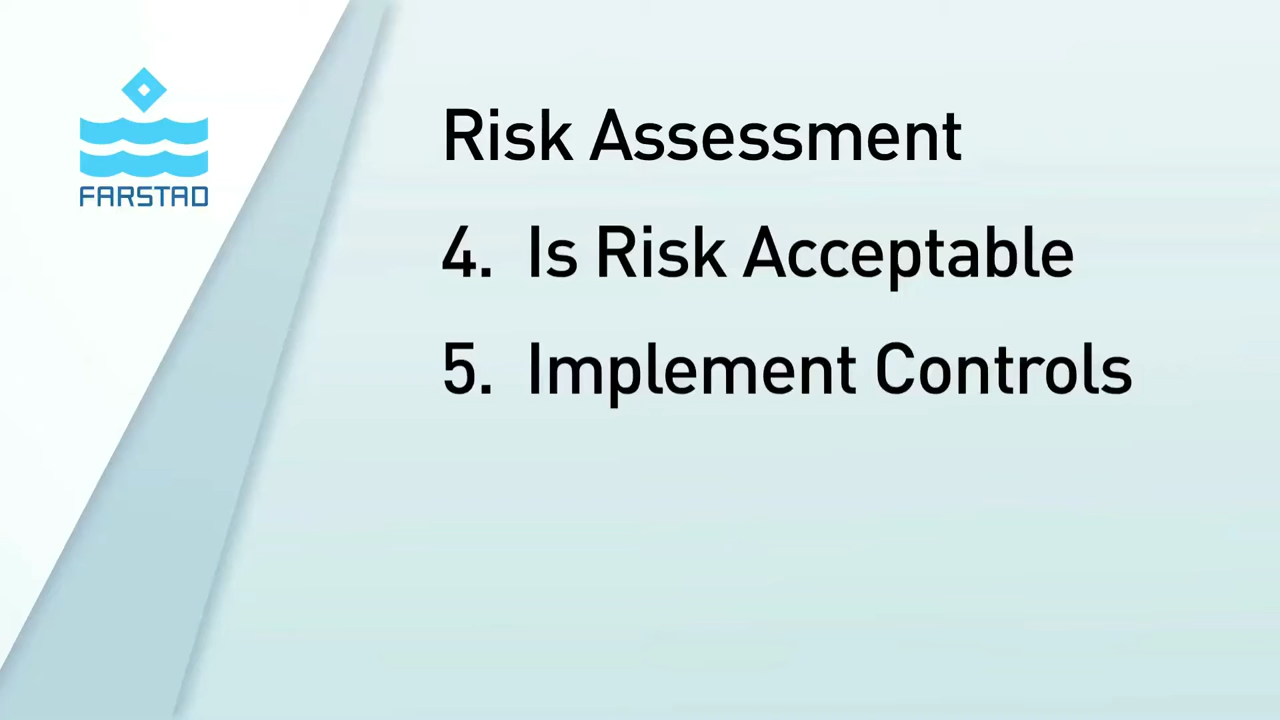 FARSTAD
Risk Assessment
4. Is Risk Acceptable
5. Implement Controls